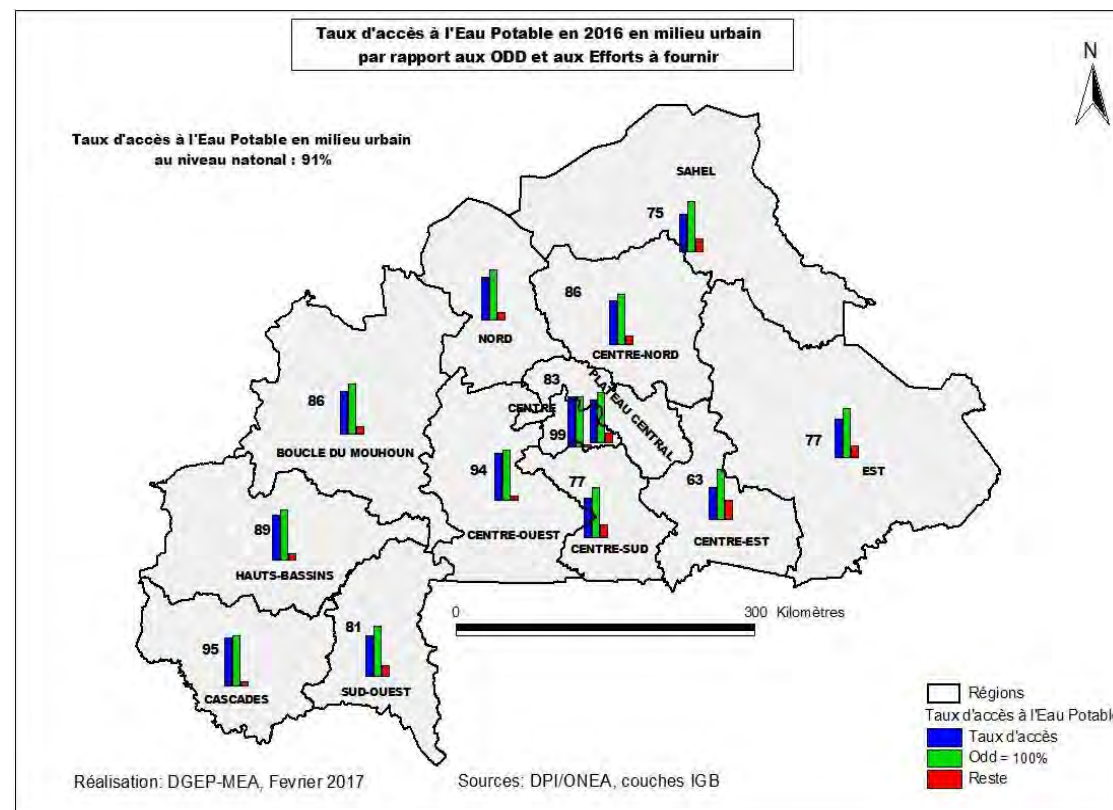 Taux d'accès à l'Eau Potable en 2016 en milieu urbain
par rapport aux ODD et aux Efforts à fournir
N
Taux d'accès à l'Eau Potable en milieu urbain
au niveau natonal : 91%
SAHEL
75
NORD
86
CENTRE-NORD
86
BOUCLE DU MOUHOUN
83
PLATEAU CENTRAL
CENTRE
99
77
EST
94
CENTRE-OUEST
77
CENTRE-SUD
63
CENTRE-EST
89
HAUTS-BASSINS
95
CASCADES
81
SUD-OUEST
0
300 Kilomètres
Régions
Taux d'accès à l'Eau Potable
Taux d'accès
Odd = 100%
Reste
Réalisation: DGEP-MEA, Fevrier 2017
Sources: DPI/ONEA, couches IGB